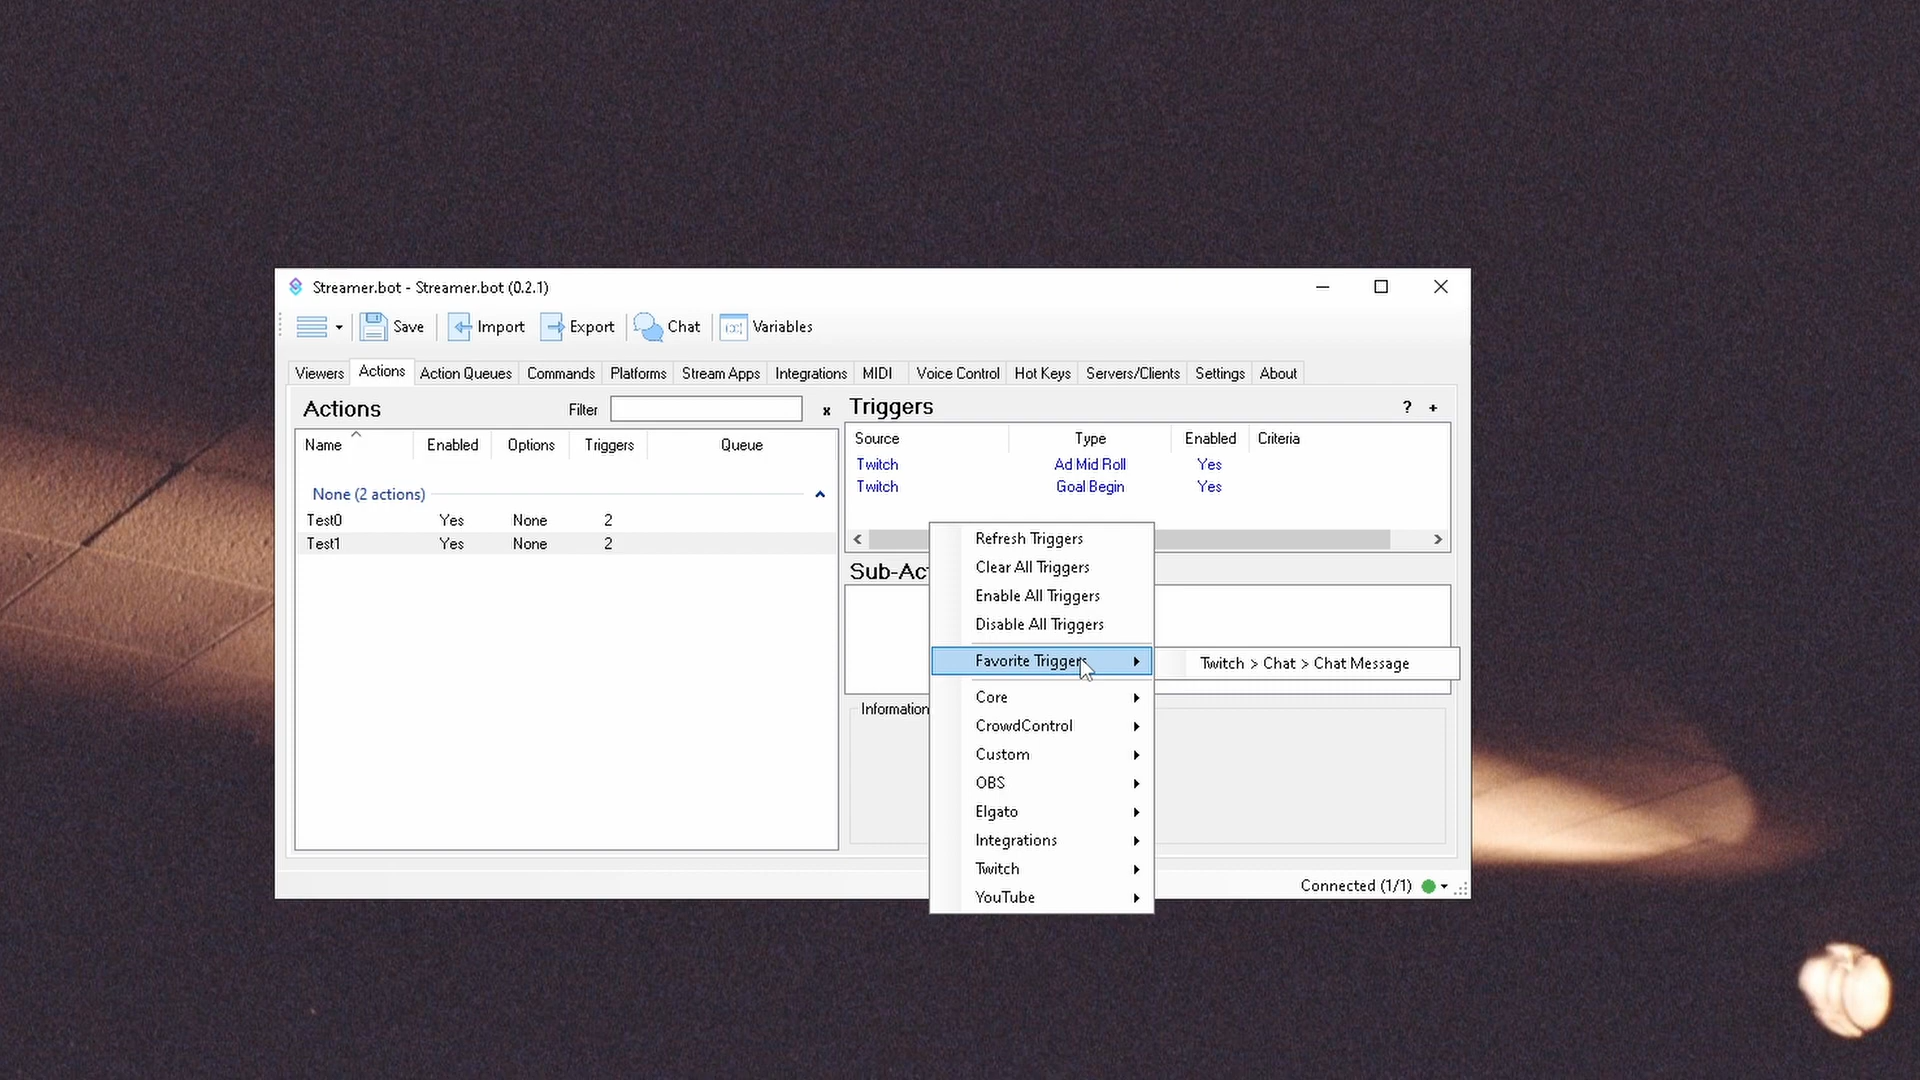 Streamer.bot - Streamer.bot (0.2.1)
Save Import Export Chat Variables
Viewers Actions Action Queues Commands Platforms Stream Apps Integrations MIDI Voice Control Hot Keys Servers/Clients Settings About
Actions Filter x
Name Enabled Options Triggers Queue
None (2 actions)
Test0 Yes None 2
Test1 Yes None 2
Triggers ? +
Source Type Enabled Criteria
Twitch Ad Mid Roll Yes
Twitch Goal Begin Yes
Sub-Ac
Information
Refresh Triggers
Clear All Triggers
Enable All Triggers
Disable All Triggers
Favorite Triggers
Twitch > Chat > Chat Message
Core
CrowdControl
Custom
OBS
Elgato
Integrations
Twitch
YouTube
Connected (1/1)